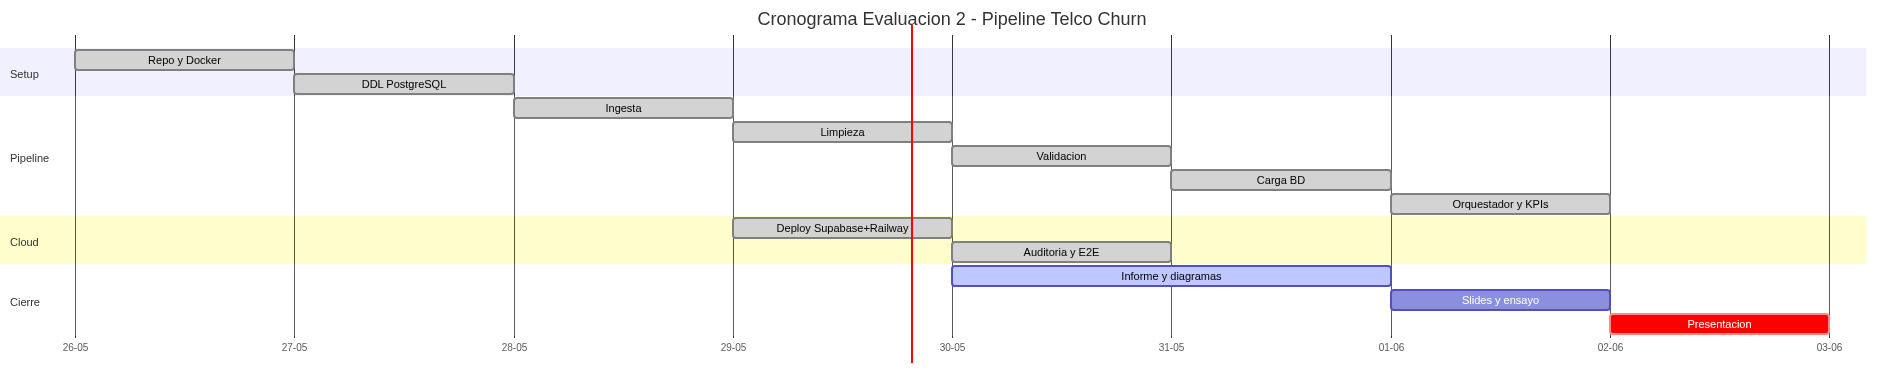 Cronograma Evaluacion 2 - Pipeline Telco Churn
Setup
Repo y Docker
DDL PostgreSQL
Pipeline
Ingesta
Limpieza
Validacion
Carga BD
Orquestador y KPIs
Cloud
Deploy Supabase+Railway
Auditoria y E2E
Cierre
Informe y diagramas
Slides y ensayo
Presentacion
26-05 27-05 28-05 29-05 30-05 31-05 01-06 02-06 03-06